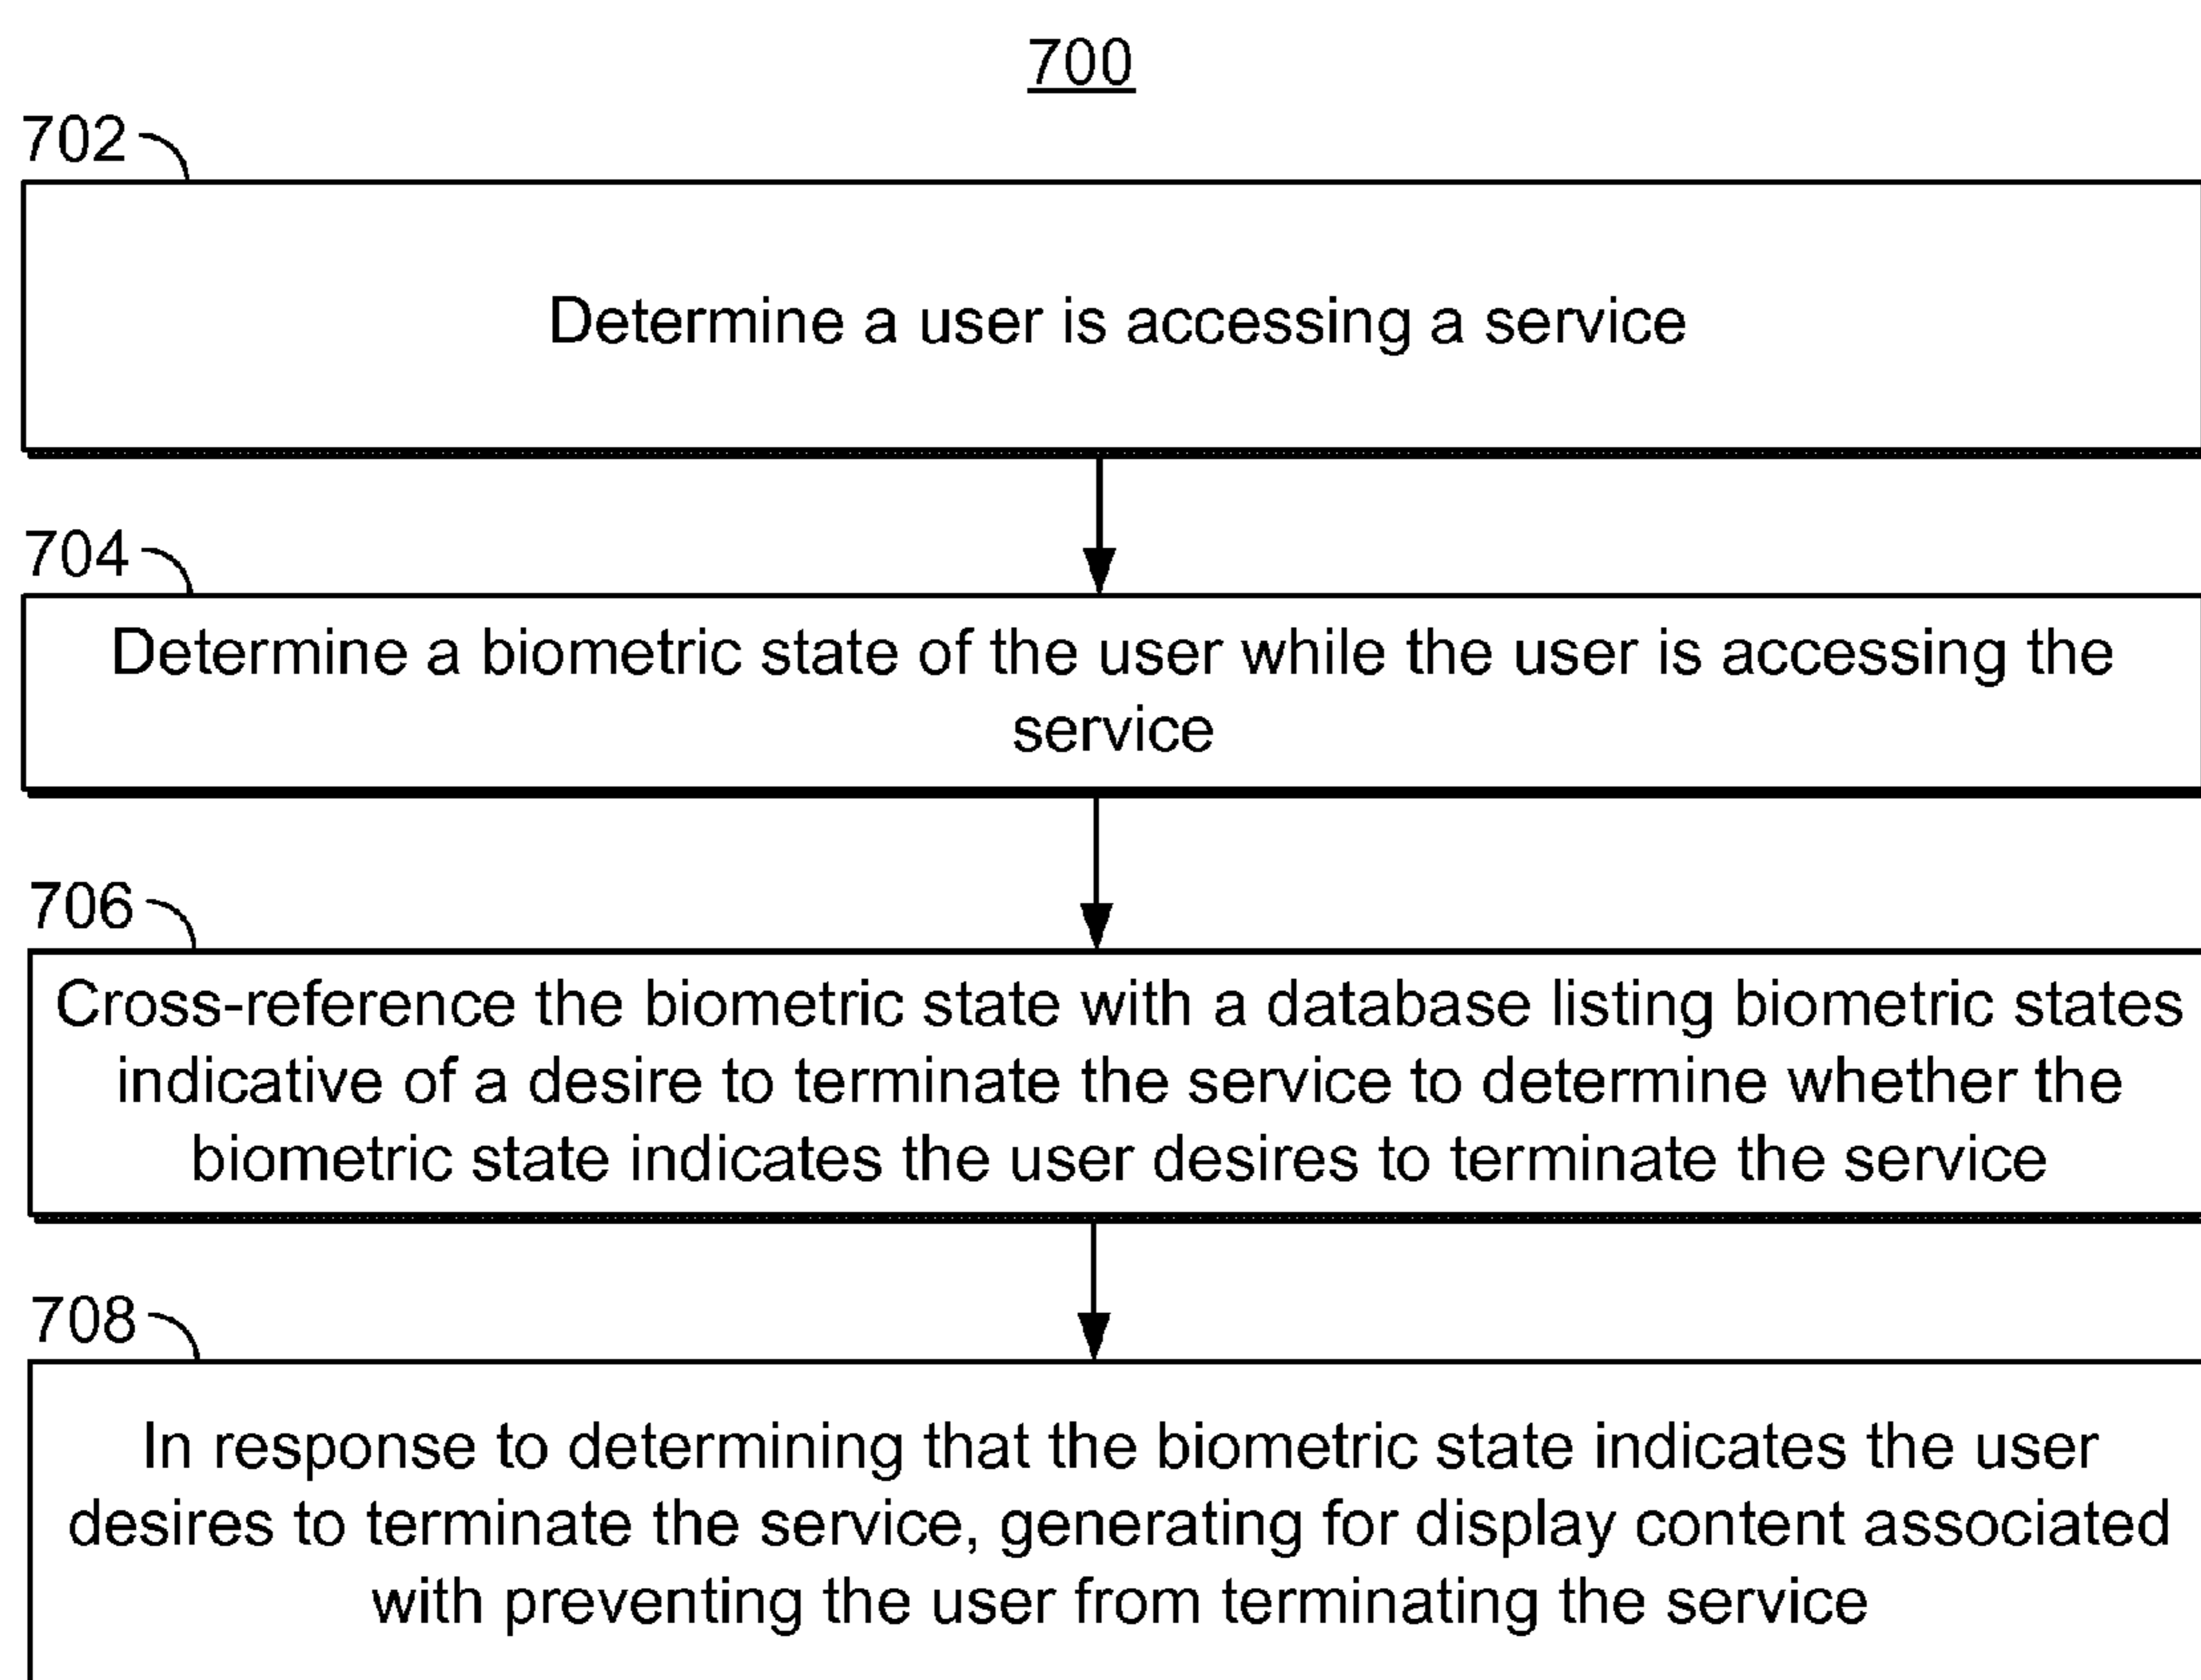 700
702
Determine a user is accessing a service
704
Determine a biometric state of the user while the user is accessing the
service
706
Cross-reference the biometric state with a database listing biometric states
indicative of a desire to terminate the service to determine whether the
biometric state indicates the user desires to terminate the service
708
In response to determining that the biometric state indicates the user
desires to terminate the service, generating for display content associated
with preventing the user from terminating the service